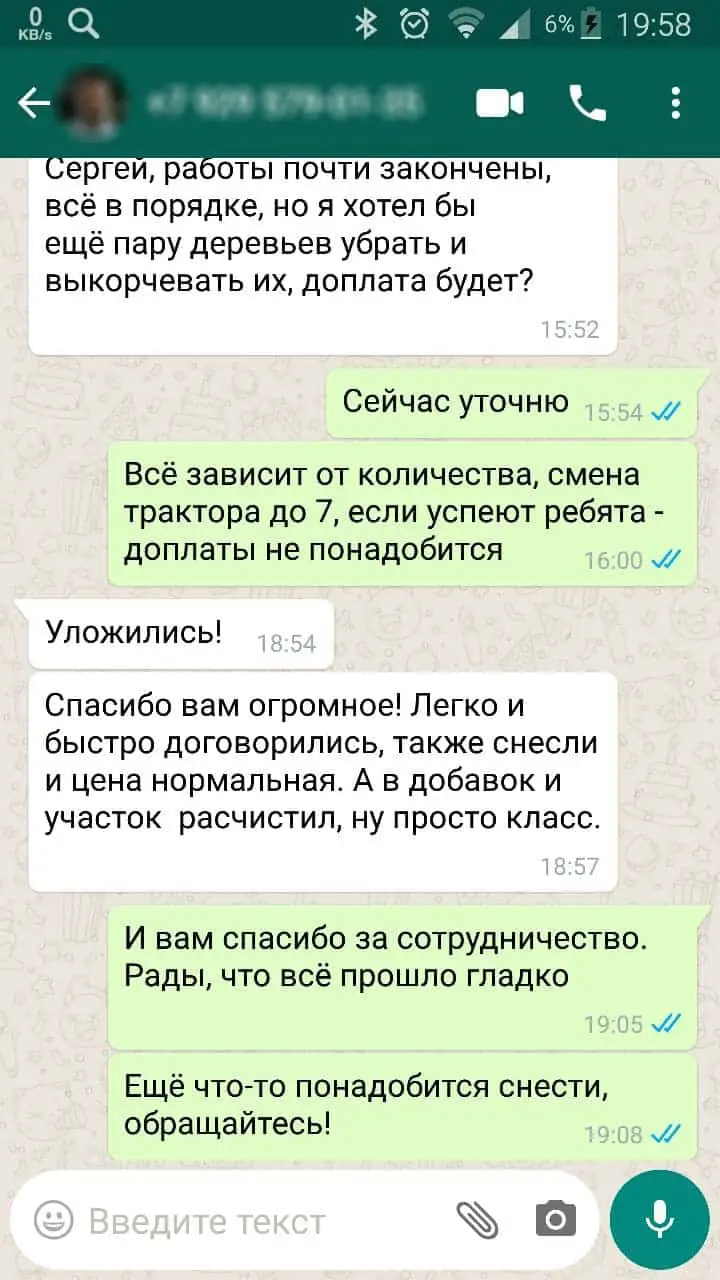 0
KB/s
6%
19:58
Сергей, работы почти закончены,
всё в порядке, но я хотел бы
ещё пару деревьев убрать и
выкорчевать их, доплата будет?
15:52
Сейчас уточню
15:54
Всё зависит от количества, смена
трактора до 7, если успеют ребята -
доплаты не понадобится
16:00
Уложились!
18:54
Спасибо вам огромное! Легко и
быстро договорились, также снесли
и цена нормальная. А в добавок и
участок расчистил, ну просто класс.
18:57
И вам спасибо за сотрудничество.
Рады, что всё прошло гладко
19:05
Ещё что-то понадобится снести,
обращайтесь!
19:08
Введите текст